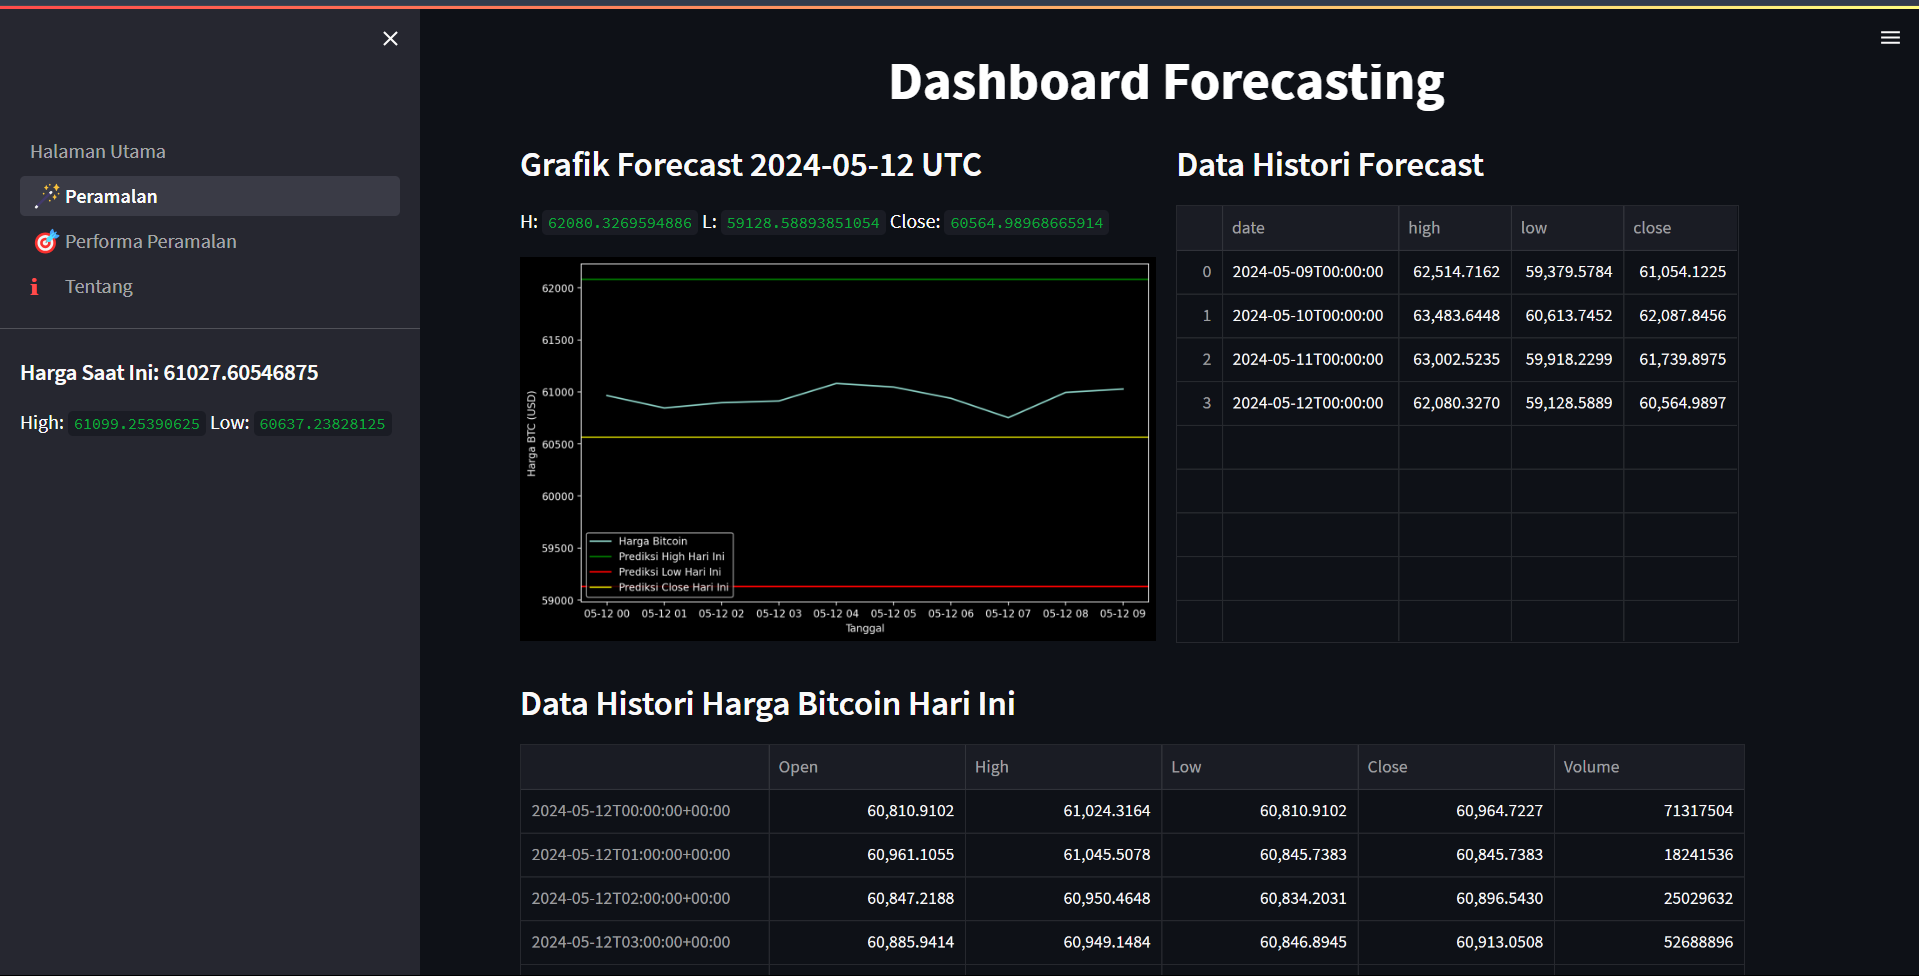 Halaman Utama
Peramalan
Performa Peramalan
Tentang
Harga Saat Ini: 61027.60546875
High: 61099.25390625 Low: 60637.23828125
Dashboard Forecasting
Grafik Forecast 2024-05-12 UTC
H: 62080.3269594886 L: 59128.58893851054 Close: 60564.98968665914
62000
61500
61000
60500
60000
59500
59000
Harga BTC (USD)
Harga Bitcoin
Prediksi High Hari Ini
Prediksi Low Hari Ini
Prediksi Close Hari Ini
05-12 00 05-12 01 05-12 02 05-12 03 05-12 04 05-12 05 05-12 06 05-12 07 05-12 08 05-12 09
Tanggal
Data Histori Forecast
date high low close
0 2024-05-09T00:00:00 62,514.7162 59,379.5784 61,054.1225
1 2024-05-10T00:00:00 63,483.6448 60,613.7452 62,087.8456
2 2024-05-11T00:00:00 63,002.5235 59,918.2299 61,739.8975
3 2024-05-12T00:00:00 62,080.3270 59,128.5889 60,564.9897
Data Histori Harga Bitcoin Hari Ini
Open High Low Close Volume
2024-05-12T00:00:00+00:00 60,810.9102 61,024.3164 60,810.9102 60,964.7227 71317504
2024-05-12T01:00:00+00:00 60,961.1055 61,045.5078 60,845.7383 60,845.7383 18241536
2024-05-12T02:00:00+00:00 60,847.2188 60,950.4648 60,834.2031 60,896.5430 25029632
2024-05-12T03:00:00+00:00 60,885.9414 60,949.1484 60,846.8945 60,913.0508 52688896